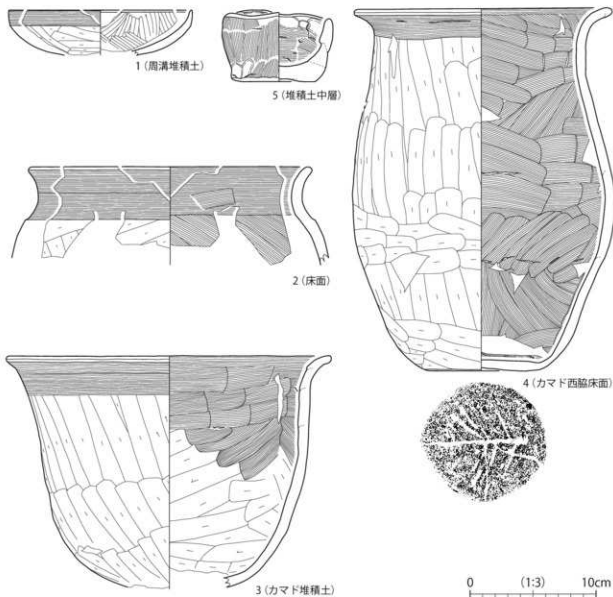 1（周溝堆積土）
5（堆積土中層）
2（床面）
4（カマド西脇床面）
3（カマド堆積土）
0 (1:3) 10cm